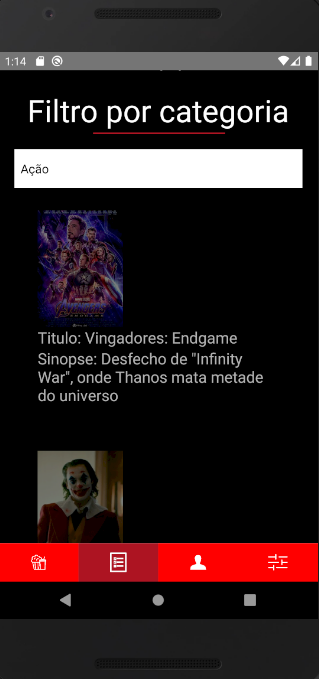 1:14
Filtro por categoria
Ação
Titulo: Vingadores: Endgame
Sinopse: Desfecho de "Infinity
War", onde Thanos mata metade
do universo